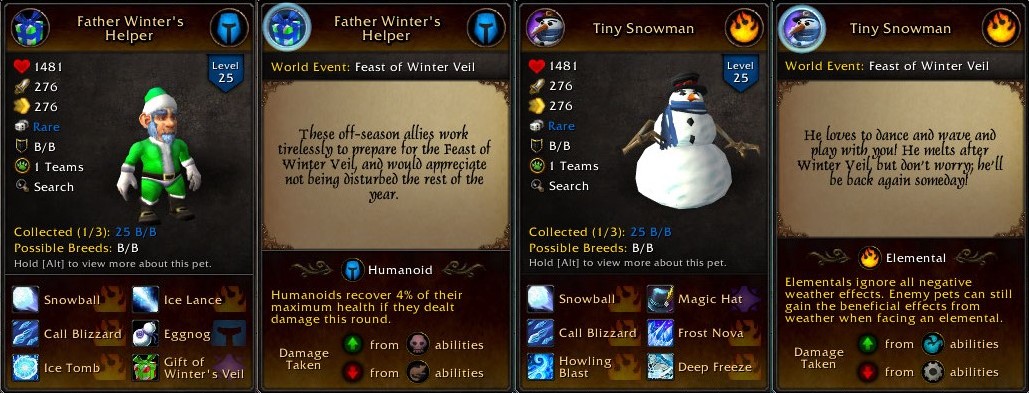 Father Winter's
Helper
Level
25
1481
276
276
Rare
B/B
1 Teams
Search
Collected (1/3): 25 B/B
Possible Breeds: B/B
Hold [Alt] to view more about this pet.
Snowball
Ice Lance
Call Blizzard
Eggnog
Ice Tomb
Gift of
Winter's Veil
Father Winter's
Helper
World Event: Feast of Winter Veil
These off-season allies work
tirelessly to prepare for the Feast of
Winter Veil, and would appreciate
not being disturbed the rest of the
year.
Humanoid
Humanoids recover 4% of their
maximum health if they dealt
damage this round.
Damage
Taken
from abilities
from abilities
Tiny Snowman
Level
25
1481
276
276
Rare
B/B
1 Teams
Search
Collected (1/3): 25 B/B
Possible Breeds: B/B
Hold [Alt] to view more about this pet.
Snowball
Magic Hat
Call Blizzard
Frost Nova
Howling
Blast
Deep Freeze
Tiny Snowman
World Event: Feast of Winter Veil
He loves to dance and wave and
play with you! He melts after
Winter Veil, but don't worry; he'll
be back again someday!
Elemental
Elementals ignore all negative
weather effects. Enemy pets can still
gain the beneficial effects from
weather when facing an elemental.
Damage
Taken
from abilities
from abilities